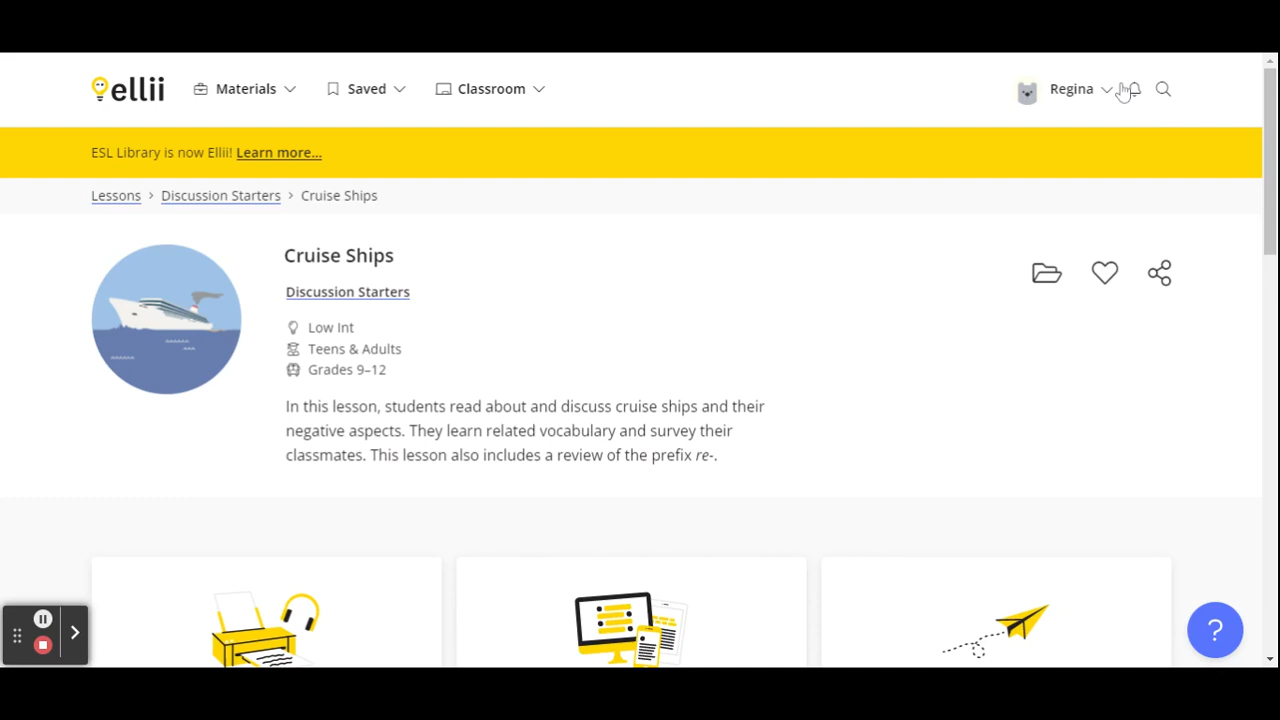 ellii Materials Saved Classroom Regina
ESL Library is now Ellii! Learn more...
Lessons > Discussion Starters > Cruise Ships
Cruise Ships
Discussion Starters
Low Int
Teens & Adults
Grades 9–12
In this lesson, students read about and discuss cruise ships and their
negative aspects. They learn related vocabulary and survey their
classmates. This lesson also includes a review of the prefix re-.
?